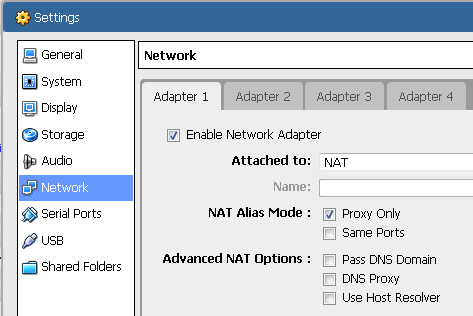 Settings
General
System
Display
Storage
Audio
Network
Serial Ports
USB
Shared Folders
Network
Adapter 1 Adapter 2 Adapter 3 Adapter 4
Enable Network Adapter
Attached to: NAT
Name:
NAT Alias Mode : Proxy Only
Same Ports
Advanced NAT Options : Pass DNS Domain
DNS Proxy
Use Host Resolver